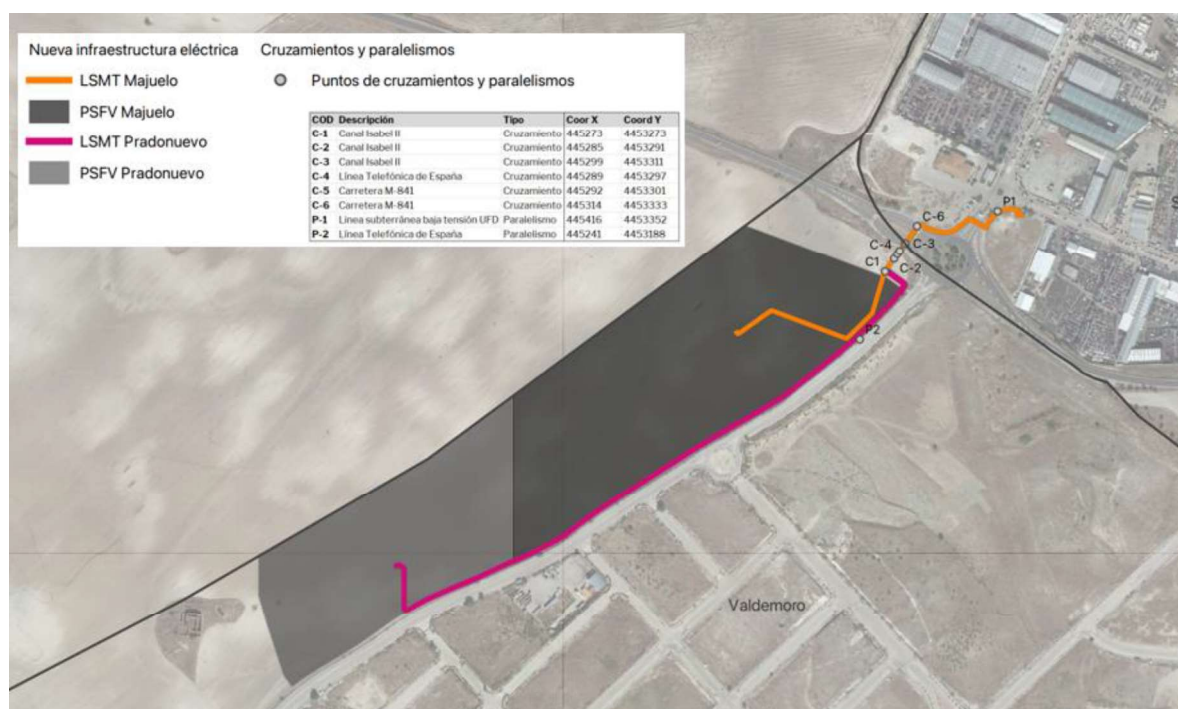 Nueva infraestructura eléctrica
LSMT Majuelo
PSFV Majuelo
LSMT Pradonuevo
PSFV Pradonuevo
Cruzamientos y paralelismos
Puntos de cruzamientos y paralelismos
COD Descripción Tipo Coor X Coord Y
C-1 Canal Isabel II Cruzamiento 445273 4453273
C-2 Canal Isabel II Cruzamiento 445285 4453291
C-3 Canal Isabel II Cruzamiento 445299 4453311
C-4 Línea Telefónica de España Cruzamiento 445289 4453297
C-5 Carretera M-841 Cruzamiento 445292 4453301
C-6 Carretera M-841 Cruzamiento 445314 4453333
P-1 Linea subterránea baja tensión UFD Paralelismo 445416 4453352
P-2 Línea Telefónica de España Paralelismo 445241 4453188
P1
S
C-6
C-4
C-3
C1
C-2
P2
Valdemoro